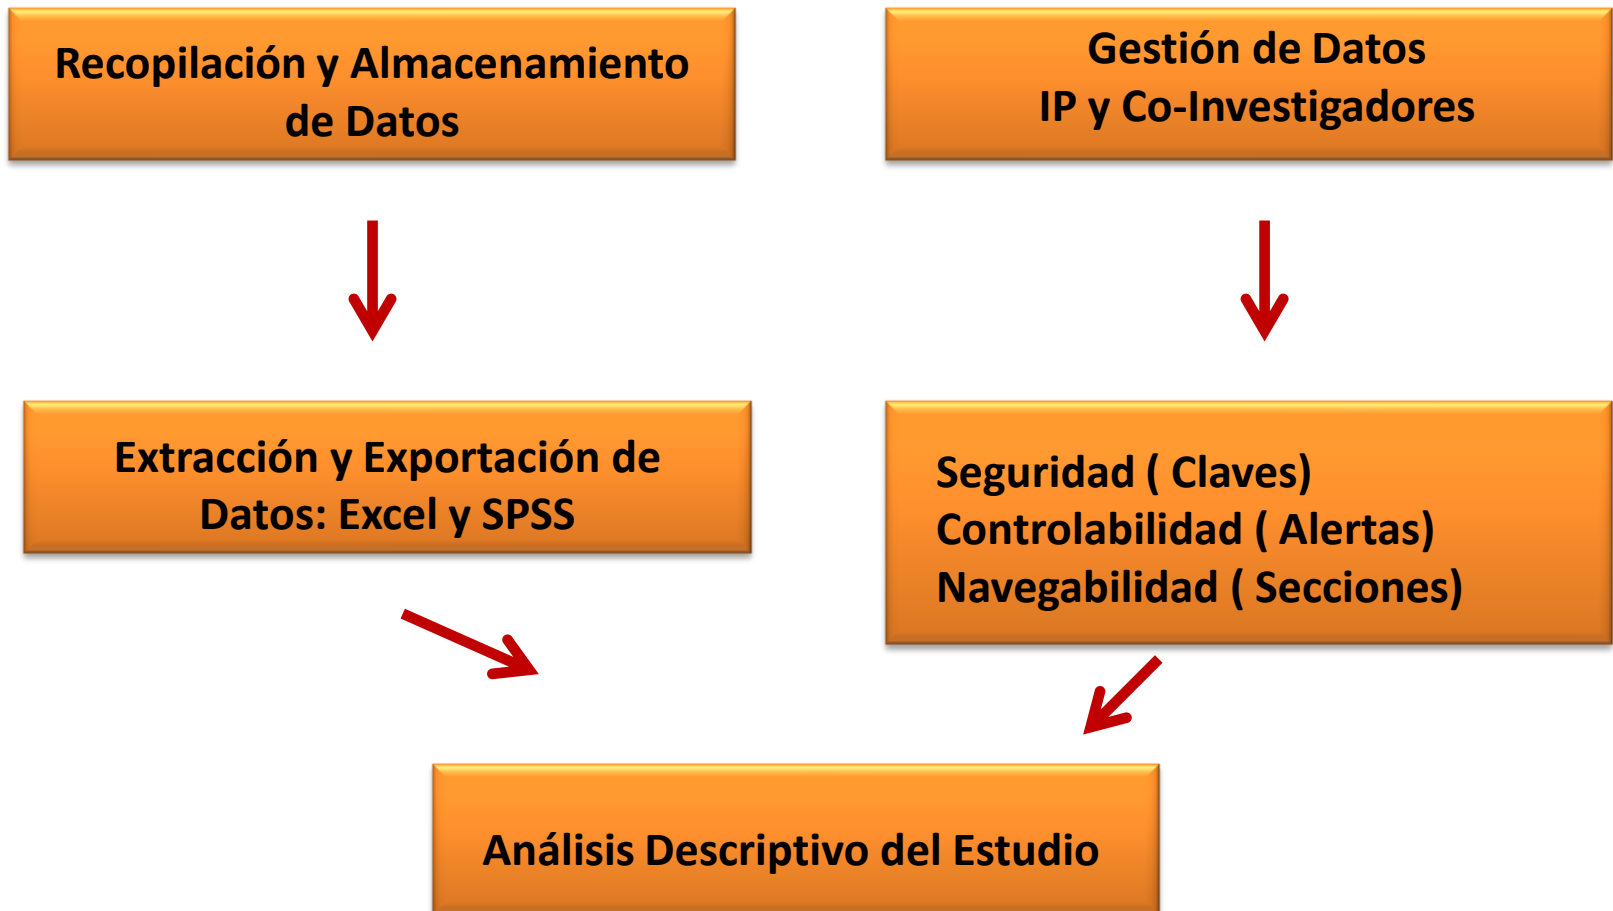 Recopilación y Almacenamiento
de Datos
Gestión de Datos
IP y Co-Investigadores
Extracción y Exportación de
Datos: Excel y SPSS
Seguridad ( Claves)
Controlabilidad ( Alertas)
Navegabilidad ( Secciones)
Análisis Descriptivo del Estudio